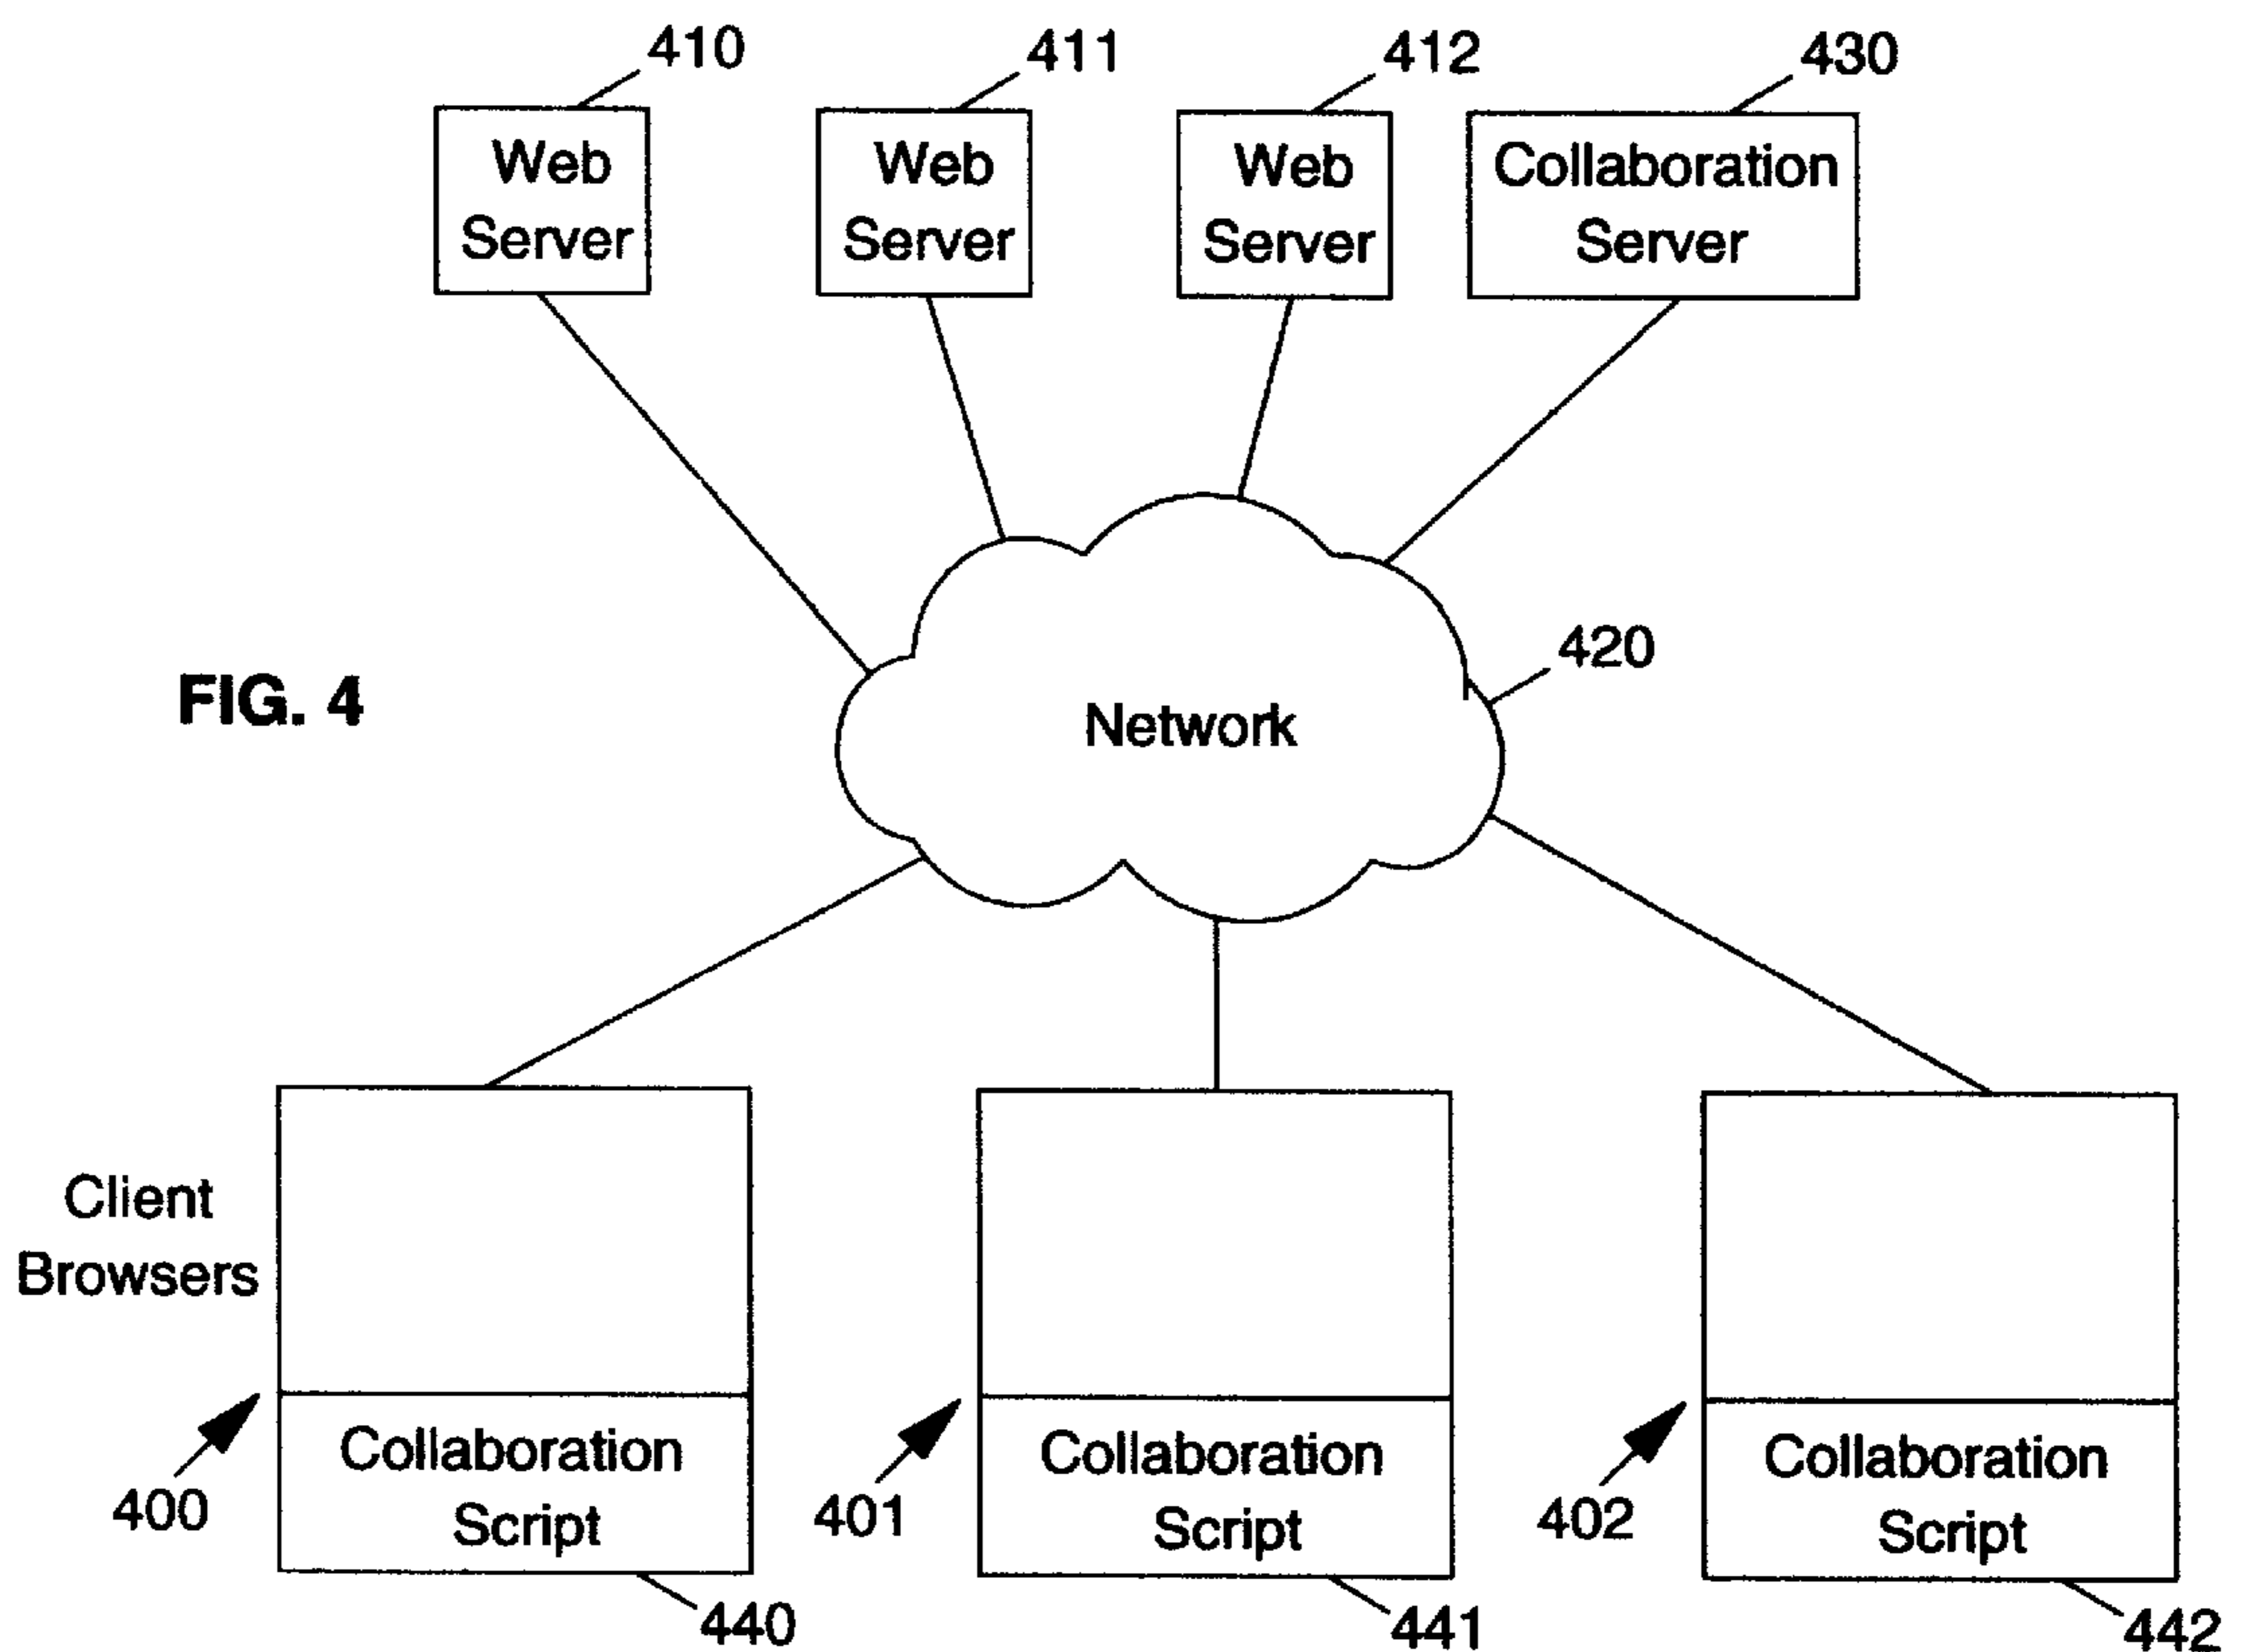 410
411
412
430
Web
Server
Web
Server
Web
Server
Collaboration
Server
420
FIG. 4
Network
Client
Browsers
400
Collaboration
Script
440
401
Collaboration
Script
441
402
Collaboration
Script
442